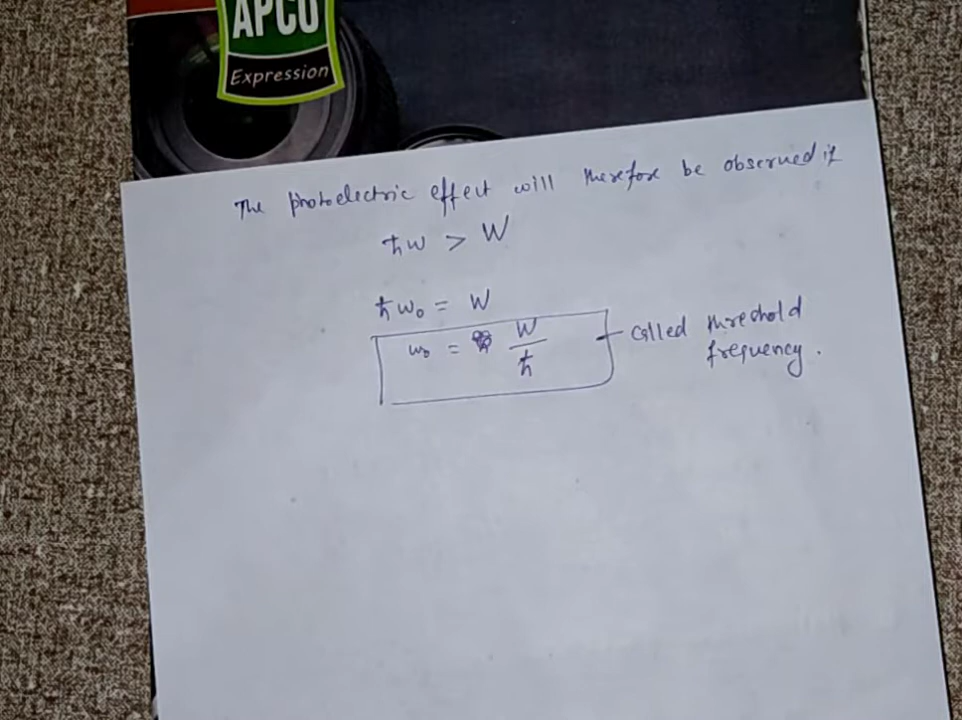 APCO
Expression
The photoelectric effect will therefore be observed if
ħω > W
ħω₀ = W
ω₀ = W/ħ called threshold
frequency.